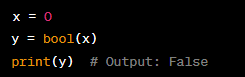 x = 0
y = bool(x)
print(y)  # Output: False